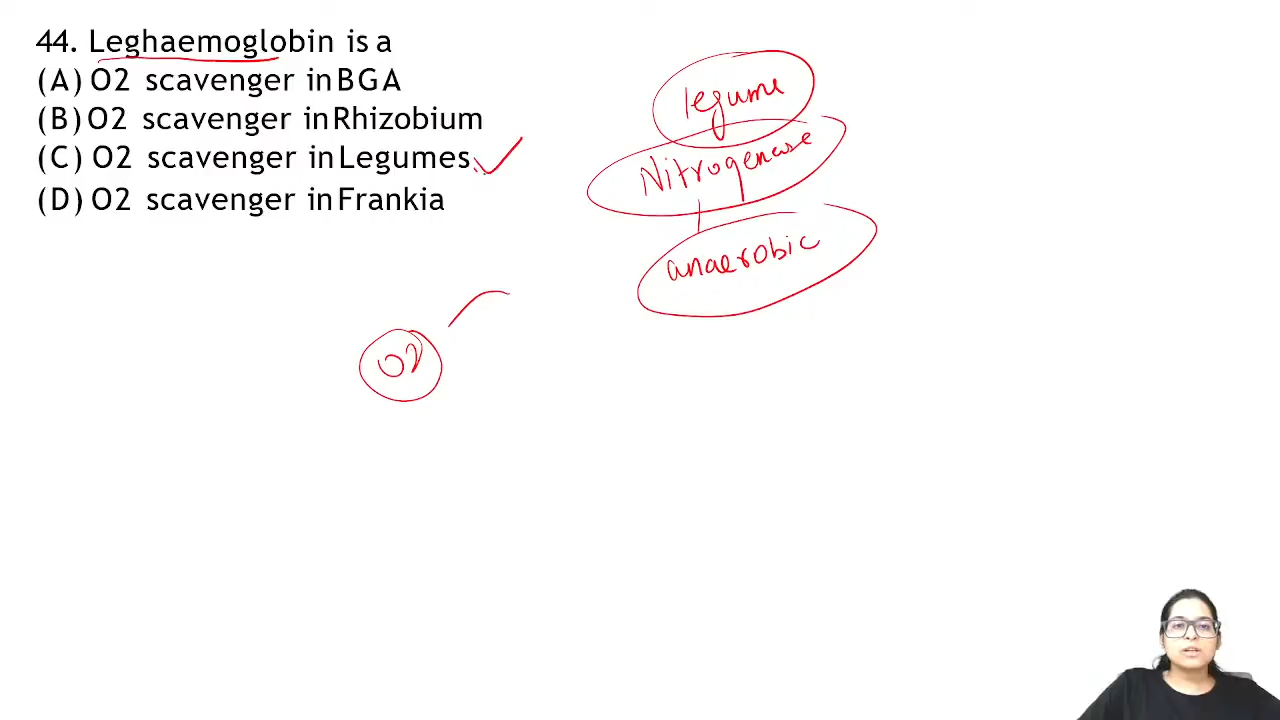 44. Leghaemoglobin is a
(A) O2 scavenger in BGA
(B) O2 scavenger in Rhizobium
(C) O2 scavenger in Legumes
(D) O2 scavenger in Frankia
legume
Nitrogenase
anaerobic
O2